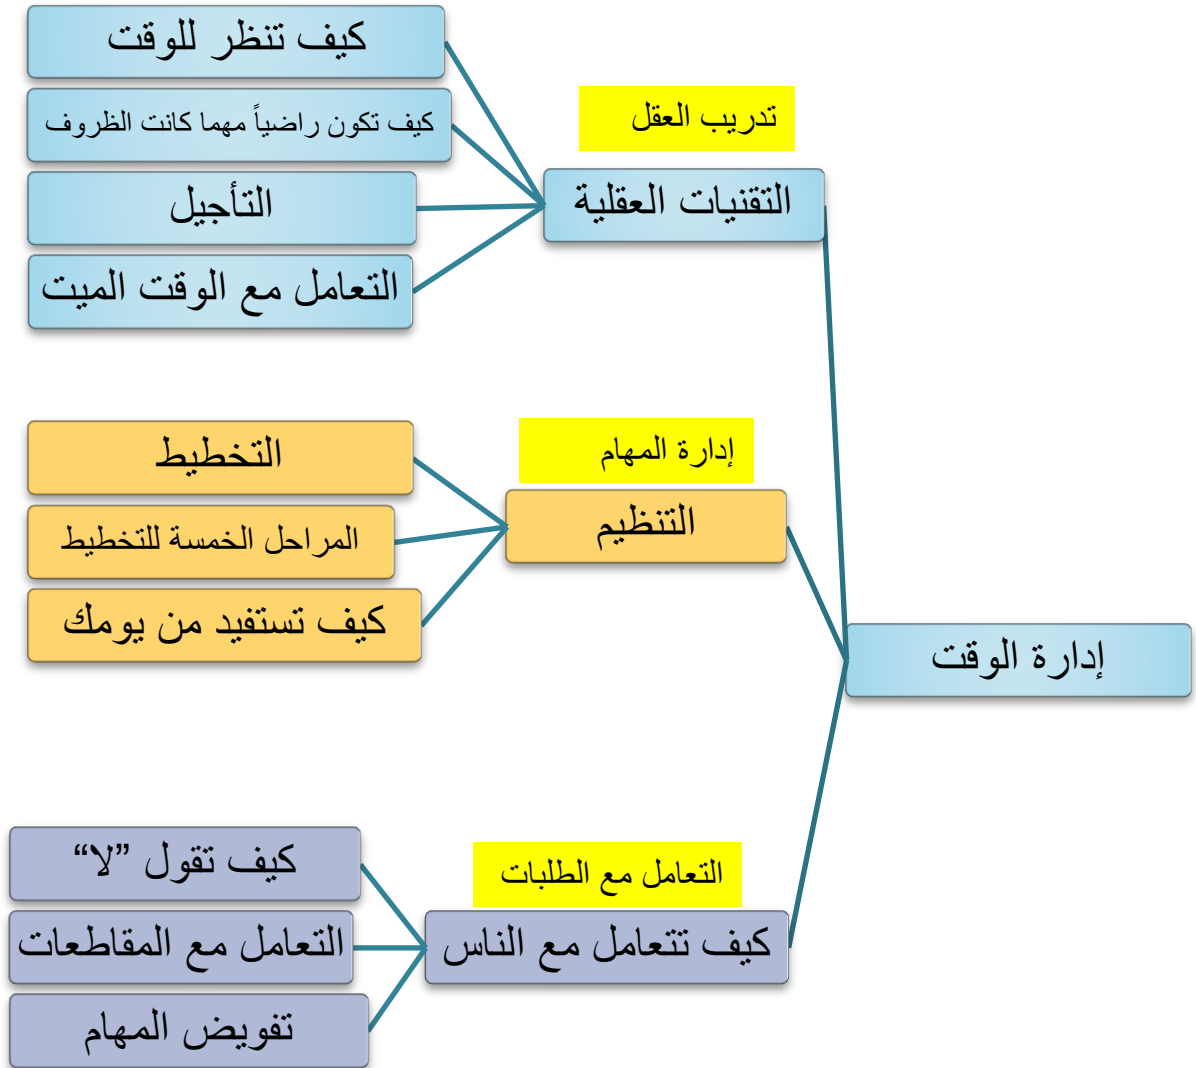 إدارة الوقت
تدريب العقل
التقنيات العقلية
كيف تنظر للوقت
كيف تكون راضياً مهما كانت الظروف
التأجيل
التعامل مع الوقت الميت
إدارة المهام
التنظيم
التخطيط
المراحل الخمسة للتخطيط
كيف تستفيد من يومك
التعامل مع الطلبات
كيف تتعامل مع الناس
كيف تقول ”لا“
التعامل مع المقاطعات
تفويض المهام